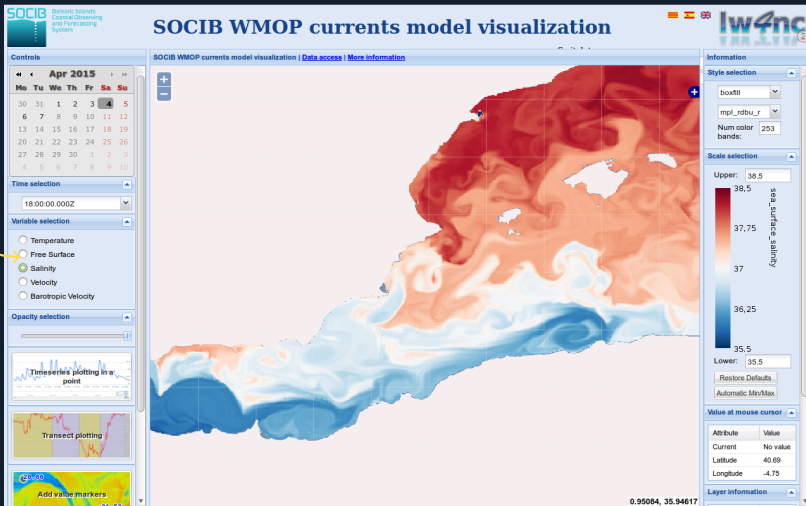 SOCIB
Balearic Islands
Coastal Observing
and Forecasting
System
SOCIB WMOP currents model visualization
lw4nc
2
Controls
SOCIB WMOP currents model visualization | Data access | More information
Information
Apr 2015
Mo Tu We Th Fr Sa Su
30 31 1 2 3 4 5
6 7 8 9 10 11 12
13 14 15 16 17 18 19
20 21 22 23 24 25 26
27 28 29 30 1 2 3
4 5 6 7 8 9 10
Time selection
18:00:00.000Z
Variable selection
Temperature
Free Surface
Salinity
Velocity
Barotropic Velocity
Opacity selection
Timeseries plotting in a
point
Transect plotting
Add value markers
+
−
+
0.95084, 35.94617
Style selection
boxfill
mpl_rdbu_r
Num color
bands: 253
Scale selection
Upper: 38.5
38,5
37,75
37
36,25
35,5
sea_surface_salinity
Lower: 35.5
Restore Defaults
Automatic Min/Max
Value at mouse cursor
Attribute Value
Current No value
Latitude 40.69
Longitude -4.75
Layer information